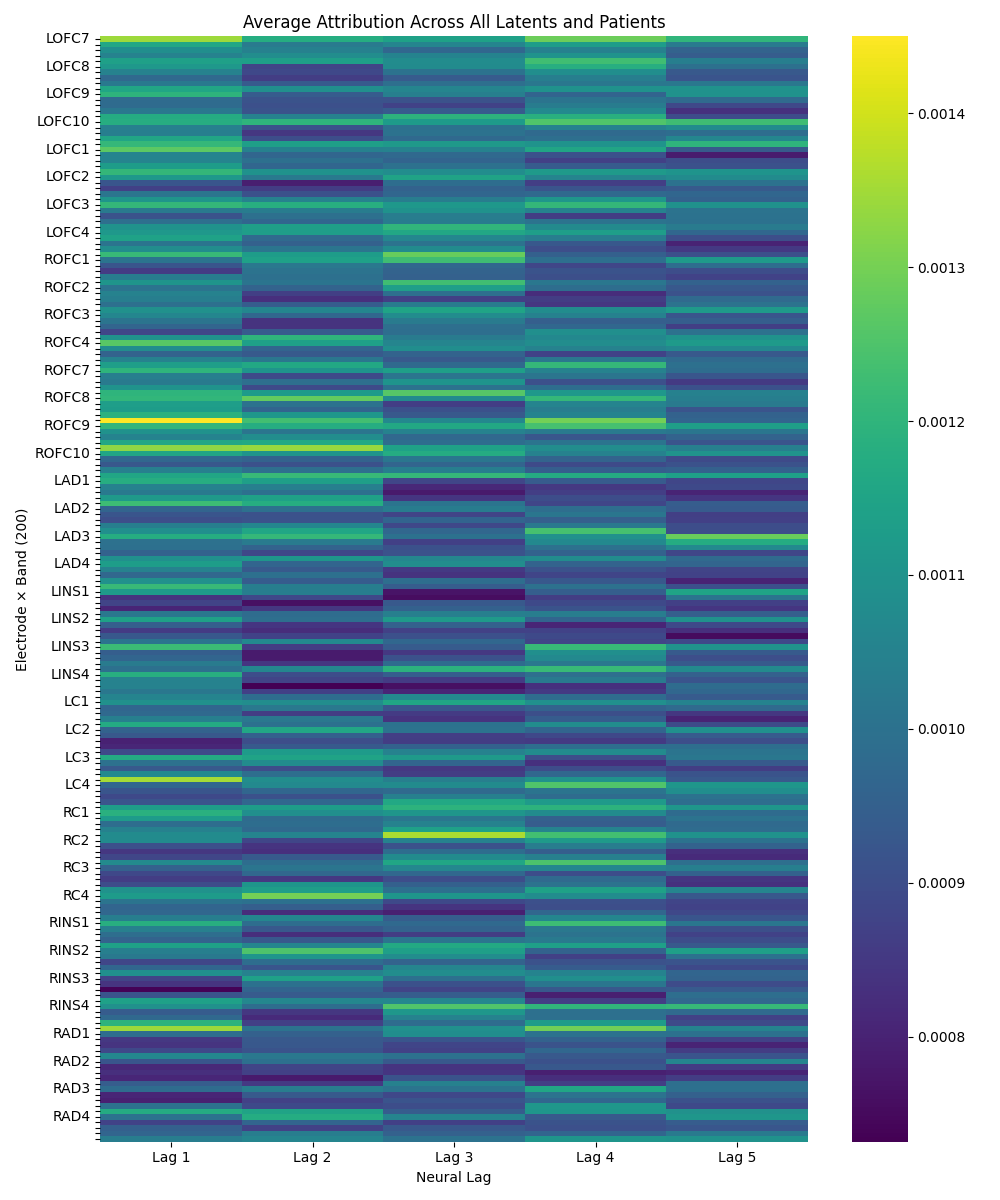 Average Attribution Across All Latents and Patients
LOFC7
LOFC8
LOFC9
LOFC10
LOFC1
LOFC2
LOFC3
LOFC4
ROFC1
ROFC2
ROFC3
ROFC4
ROFC7
ROFC8
ROFC9
ROFC10
LAD1
LAD2
LAD3
LAD4
LINS1
LINS2
LINS3
LINS4
LC1
LC2
LC3
LC4
RC1
RC2
RC3
RC4
RINS1
RINS2
RINS3
RINS4
RAD1
RAD2
RAD3
RAD4
Electrode × Band (200)
Lag 1
Lag 2
Lag 3
Lag 4
Lag 5
Neural Lag
0.0014
0.0013
0.0012
0.0011
0.0010
0.0009
0.0008